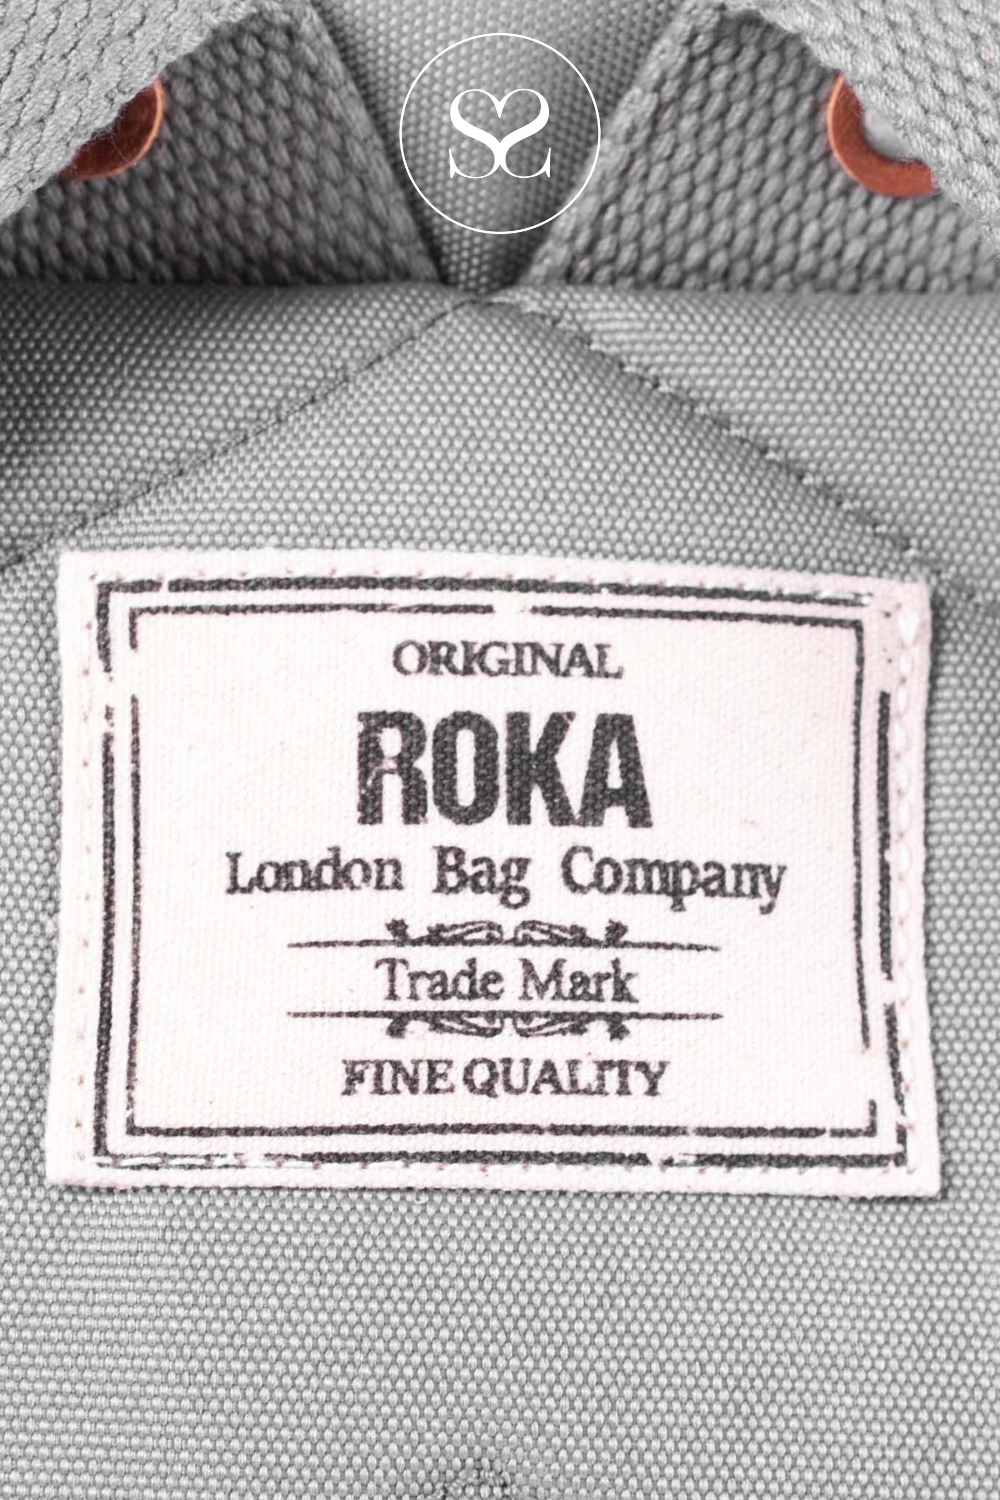 ORIGINAL
ROKA
London Bag Company
Trade Mark
FINE QUALITY